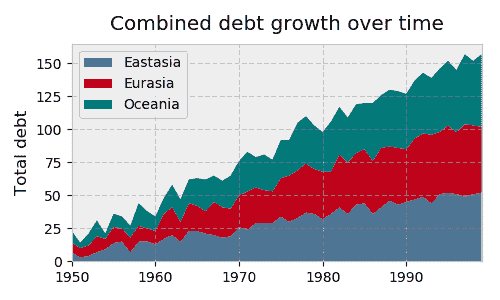 Combined debt growth over time
Total debt
150
125
100
75
50
25
0
Eastasia
Eurasia
Oceania
1950
1960
1970
1980
1990